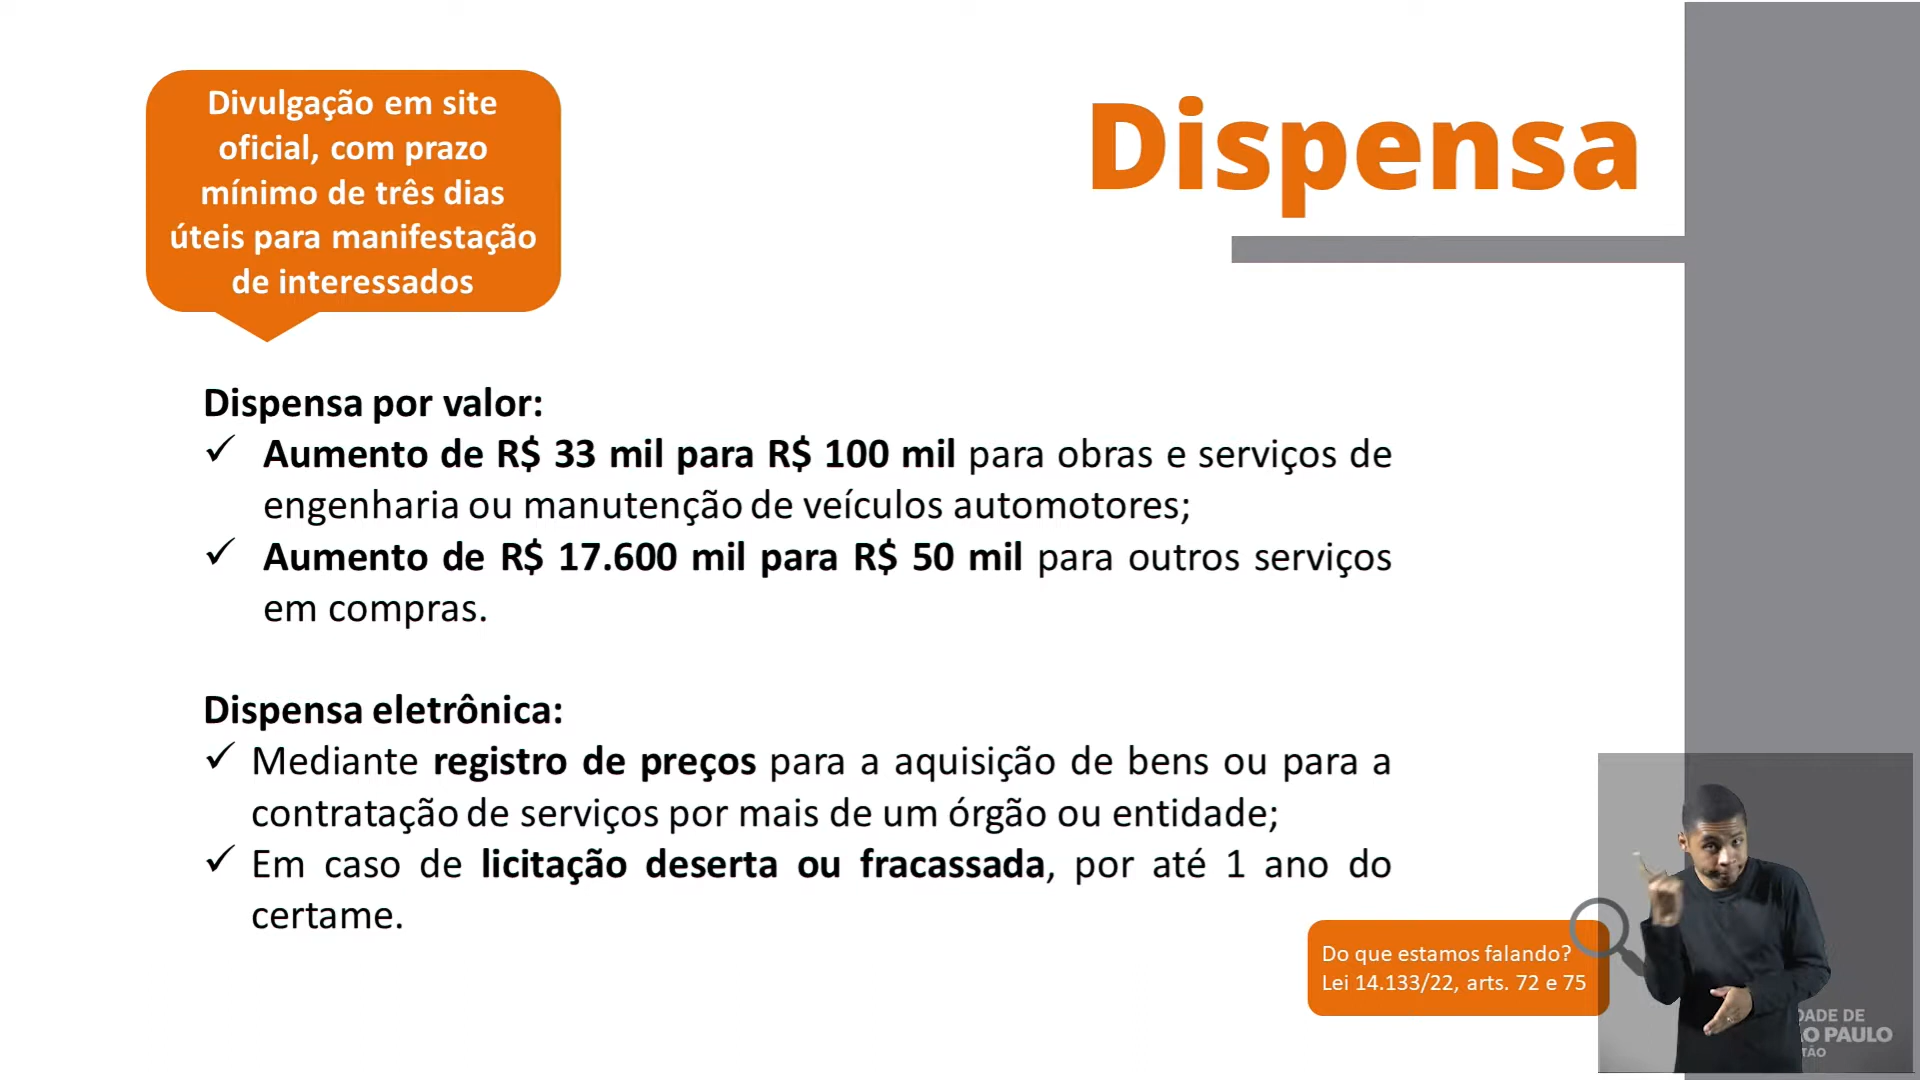 Divulgação em site
oficial, com prazo
mínimo de três dias
úteis para manifestação
de interessados
Dispensa
Dispensa por valor:
✓ Aumento de R$ 33 mil para R$ 100 mil para obras e serviços de
engenharia ou manutenção de veículos automotores;
✓ Aumento de R$ 17.600 mil para R$ 50 mil para outros serviços
em compras.
Dispensa eletrônica:
✓ Mediante registro de preços para a aquisição de bens ou para a
contratação de serviços por mais de um órgão ou entidade;
✓ Em caso de licitação deserta ou fracassada, por até 1 ano do
certame.
Do que estamos falando?
Lei 14.133/22, arts. 72 e 75
DADE DE
O PAULO
TÃO